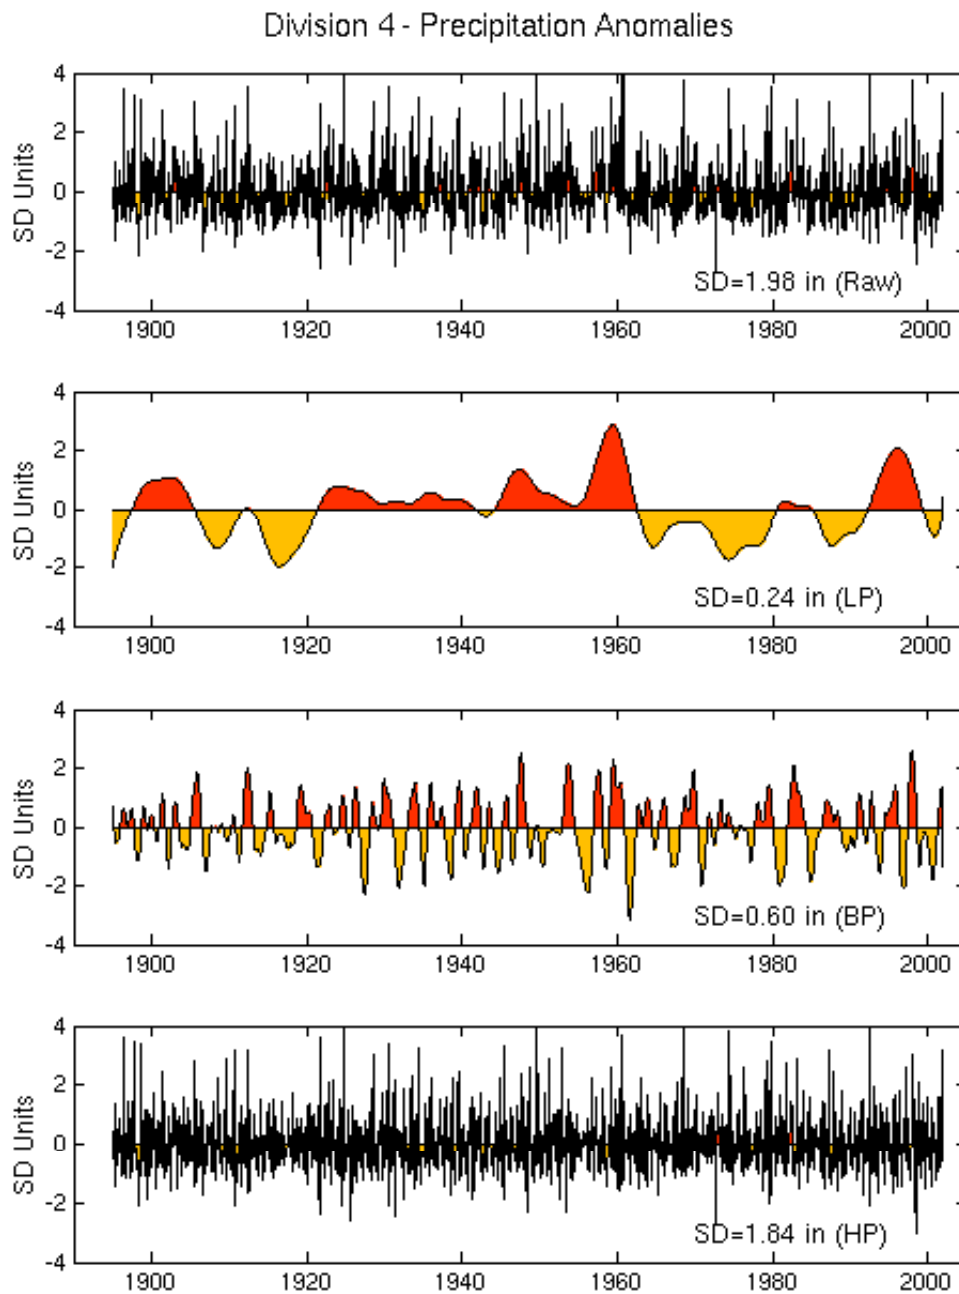 Division 4 - Precipitation Anomalies
4
2
0
-2
-4
SD Units
SD=1.98 in (Raw)
1900 1920 1940 1960 1980 2000
4
2
0
-2
-4
SD Units
SD=0.24 in (LP)
1900 1920 1940 1960 1980 2000
4
2
0
-2
-4
SD Units
SD=0.60 in (BP)
1900 1920 1940 1960 1980 2000
4
2
0
-2
-4
SD Units
SD=1.84 in (HP)
1900 1920 1940 1960 1980 2000